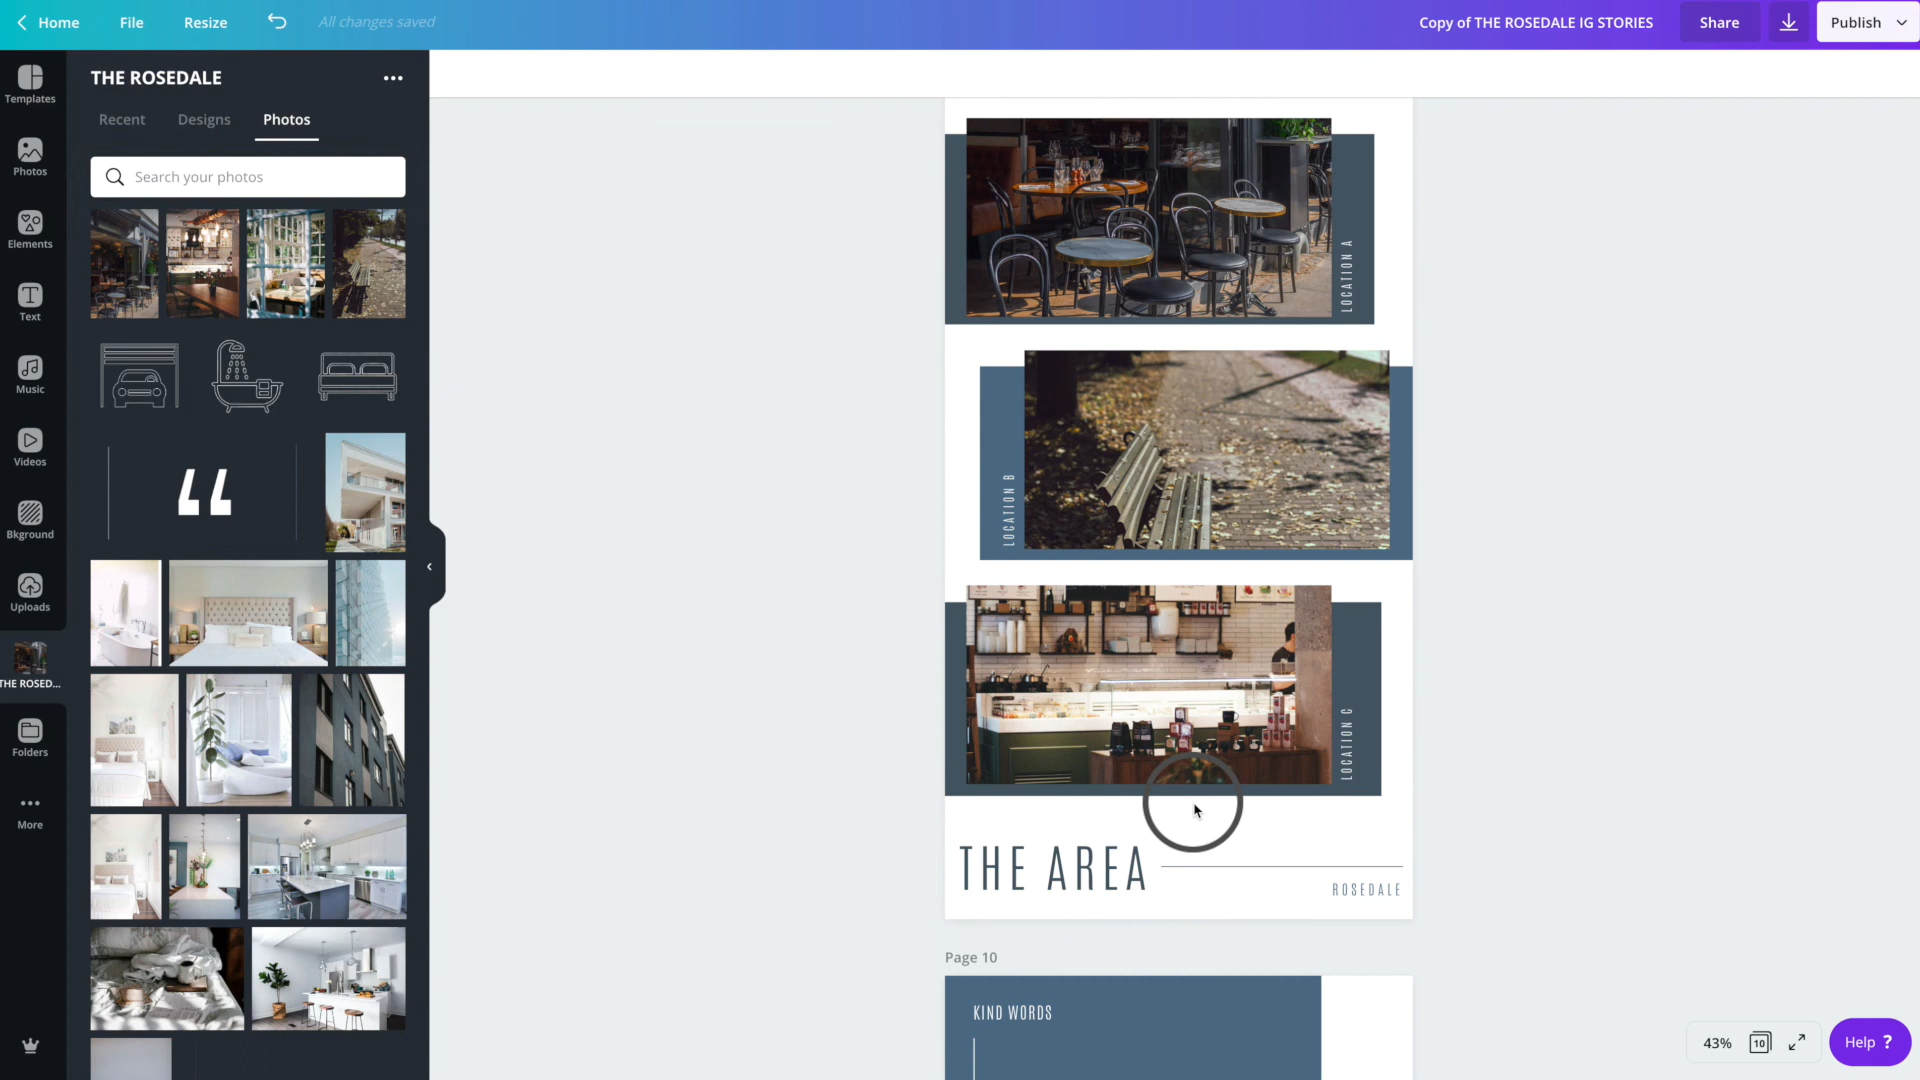 Home
File
Resize
All changes saved
Copy of THE ROSEDALE IG STORIES
Share
Publish
Templates
Photos
Elements
Text
Music
Videos
Bkground
Uploads
THE ROSED...
Folders
More
THE ROSEDALE
Recent
Designs
Photos
Search your photos
“
LOCATION A
LOCATION B
LOCATION C
THE AREA
ROSEDALE
Page 10
KIND WORDS
43%
10
Help ?